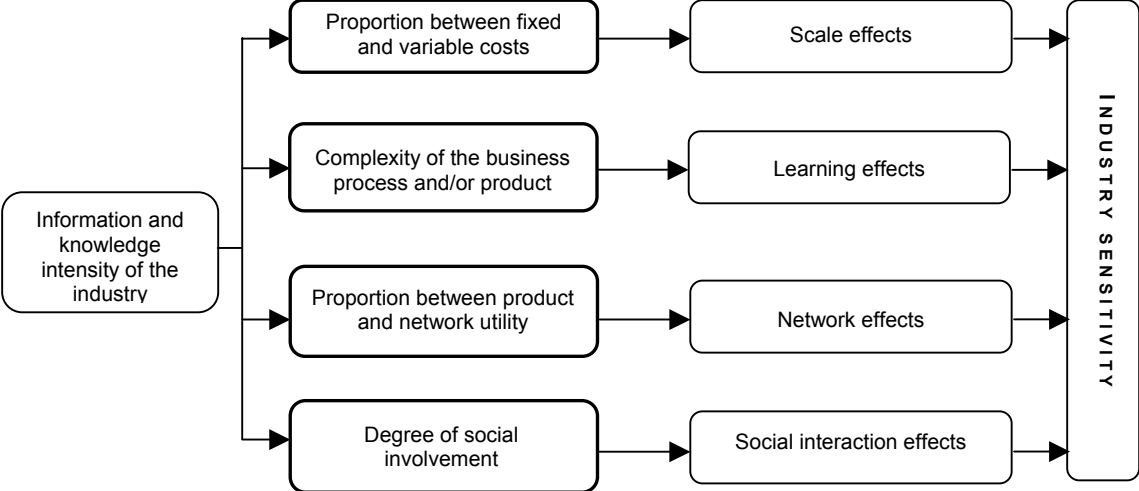 Information and
knowledge
intensity of the
industry
Proportion between fixed
and variable costs
Scale effects
Complexity of the business
process and/or product
Learning effects
Proportion between product
and network utility
Network effects
Degree of social
involvement
Social interaction effects
INDUSTRY SENSITIVITY